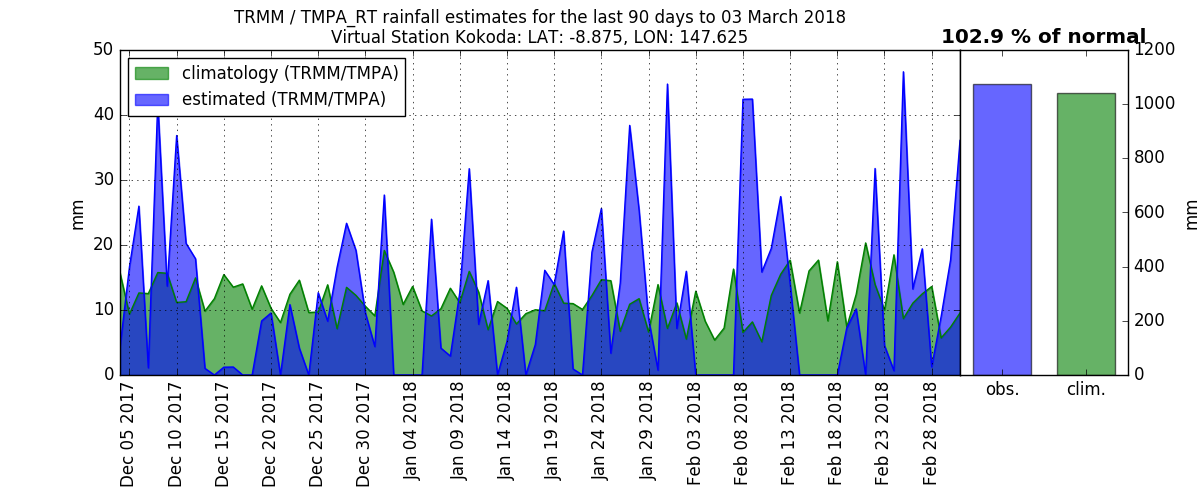 TRMM / TMPA_RT rainfall estimates for the last 90 days to 03 March 2018
Virtual Station Kokoda: LAT: -8.875, LON: 147.625
102.9 % of normal
climatology (TRMM/TMPA)
estimated (TRMM/TMPA)
mm
50
40
30
20
10
0
Dec 05 2017
Dec 10 2017
Dec 15 2017
Dec 20 2017
Dec 25 2017
Dec 30 2017
Jan 04 2018
Jan 09 2018
Jan 14 2018
Jan 19 2018
Jan 24 2018
Jan 29 2018
Feb 03 2018
Feb 08 2018
Feb 13 2018
Feb 18 2018
Feb 23 2018
Feb 28 2018
obs.
clim.
1200
1000
800
600
400
200
0
mm